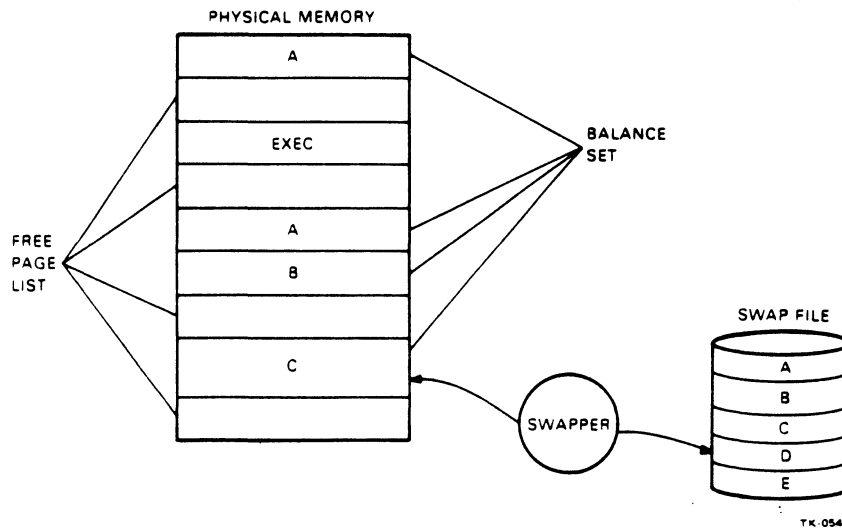 PHYSICAL MEMORY
A
EXEC
A
B
C
BALANCE
SET
FREE
PAGE
LIST
SWAPPER
SWAP FILE
A
B
C
D
E
TK-054